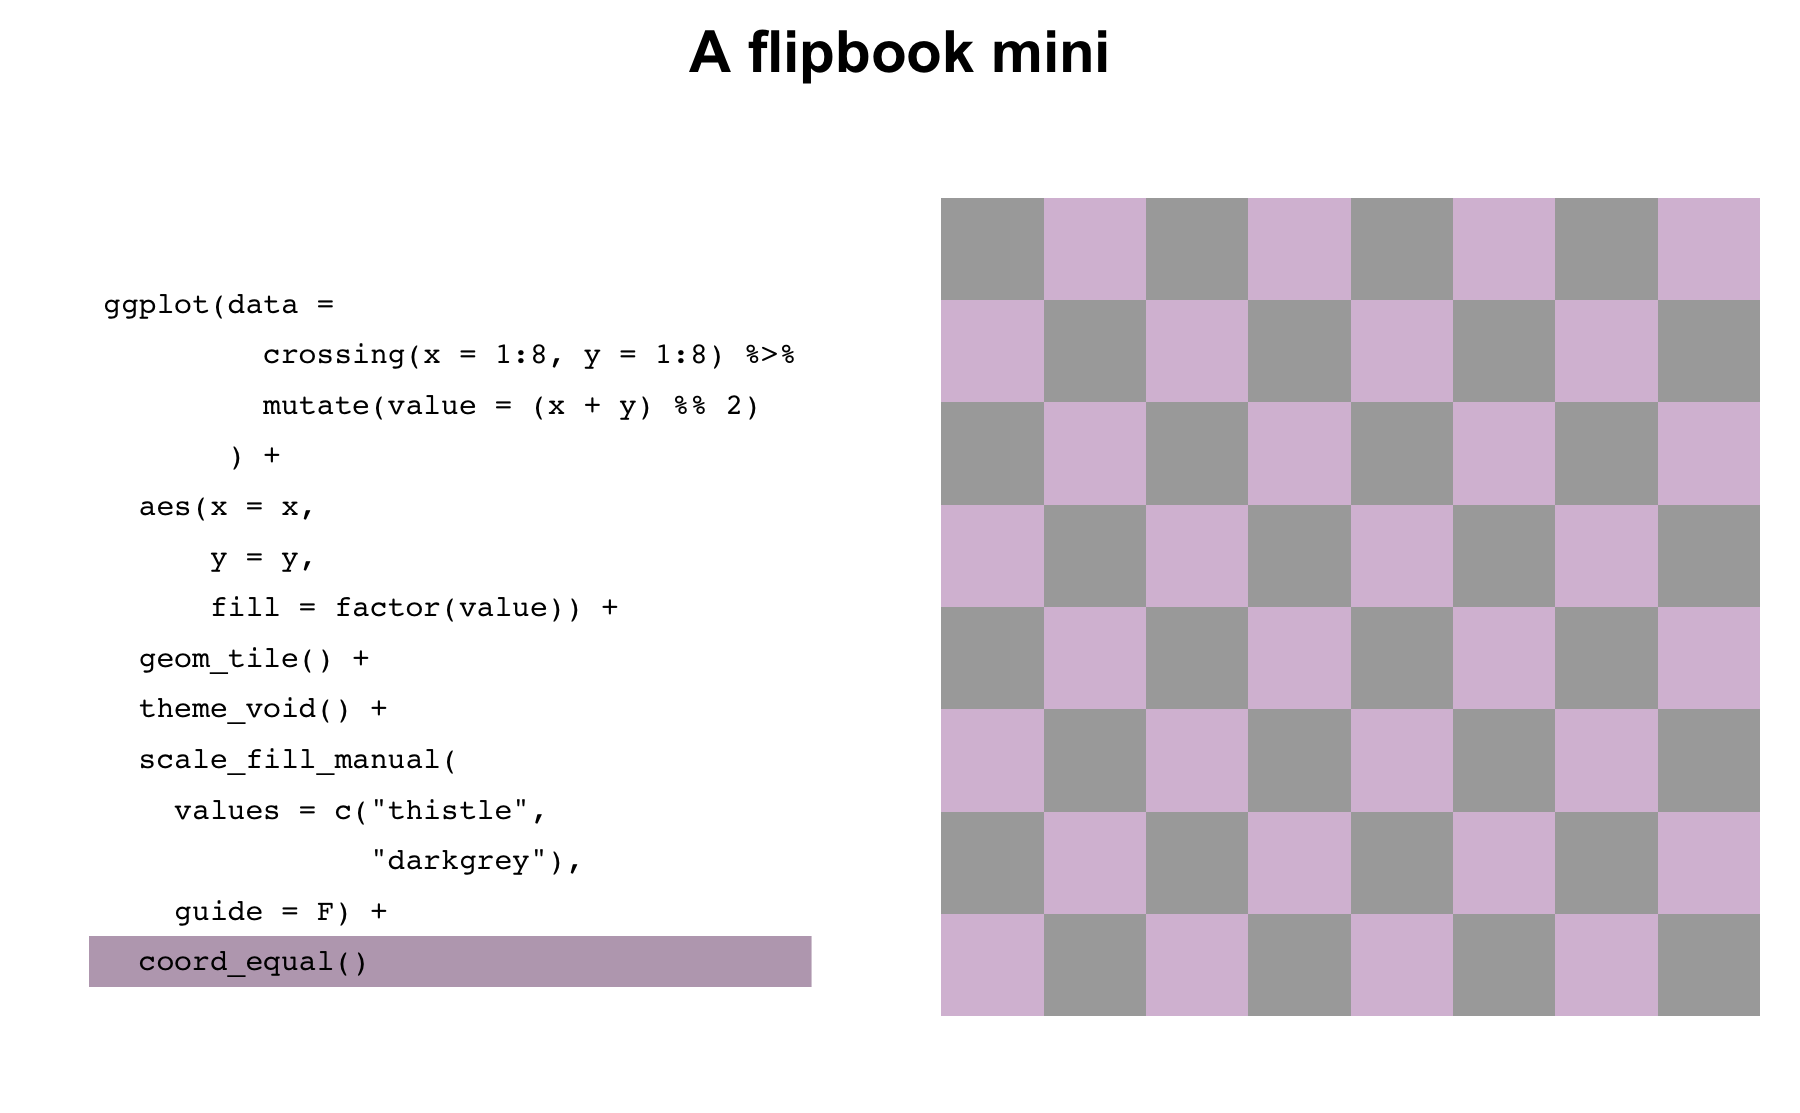 A flipbook mini
ggplot(data =
         crossing(x = 1:8, y = 1:8) %>%
         mutate(value = (x + y) %% 2)
       ) +
  aes(x = x,
      y = y,
      fill = factor(value)) +
  geom_tile() +
  theme_void() +
  scale_fill_manual(
    values = c("thistle",
               "darkgrey"),
    guide = F) +
  coord_equal()